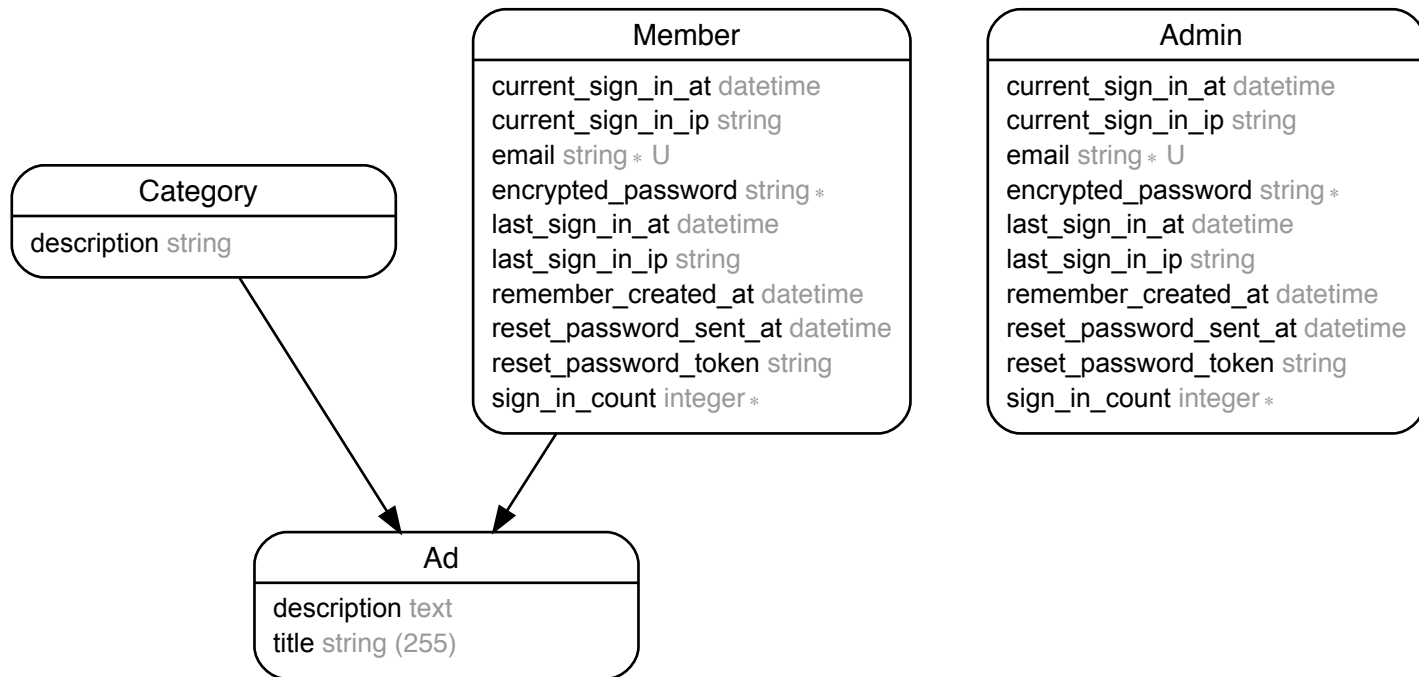 Member
current_sign_in_at datetime
current_sign_in_ip string
email string * U
encrypted_password string *
last_sign_in_at datetime
last_sign_in_ip string
remember_created_at datetime
reset_password_sent_at datetime
reset_password_token string
sign_in_count integer *
Admin
current_sign_in_at datetime
current_sign_in_ip string
email string * U
encrypted_password string *
last_sign_in_at datetime
last_sign_in_ip string
remember_created_at datetime
reset_password_sent_at datetime
reset_password_token string
sign_in_count integer *
Category
description string
Ad
description text
title string (255)